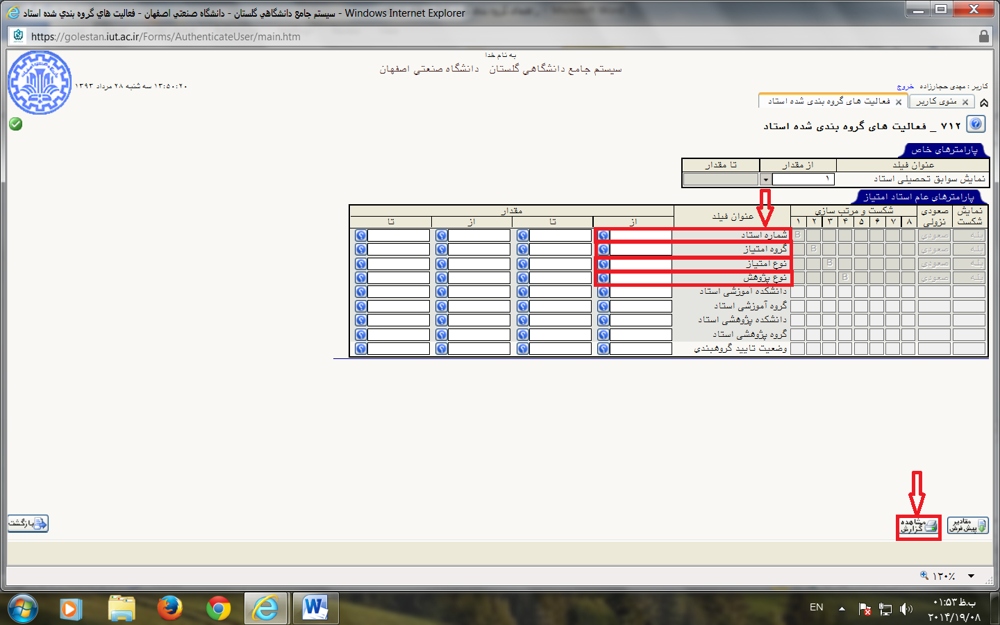 سيستم جامع دانشگاهي گلستان - دانشگاه صنعتي اصفهان - فعاليت هاي گروه بندي شده استاد - Windows Internet Explorer
https://golestan.iut.ac.ir/Forms/AuthenticateUser/main.htm
به نام خدا
سیستم جامع دانشگاهی گلستان   دانشگاه صنعتی اصفهان
کاربر : مهدی حجارزاده   خروج
۱۳:۵۰:۲۰ سه شنبه ۲۸ مرداد ۱۳۹۳
منوی کاربر
فعالیت های گروه بندی شده استاد
۷۱۲ _ فعالیت های گروه بندی شده استاد
پارامترهای خاص
عنوان فیلد   از مقدار   تا مقدار
نمایش سوابق تحصیلی استاد   ۱
پارامترهای عام استاد امتیاز
نمایش شکست   صعودی نزولی   شکست و مرتب سازی   عنوان فیلد   مقدار
۸ ۷ ۶ ۵ ۴ ۳ ۲ ۱   از   تا   از   تا
بله   صعودی   B   شماره استاد
بله   صعودی   B   گروه امتیاز
بله   صعودی   B   نوع امتیاز
بله   صعودی   B   نوع پژوهش
دانشکده آموزشی استاد
گروه آموزشی استاد
دانشکده پژوهشی استاد
گروه پژوهشی استاد
وضعیت تایید گروهبندی
مقادیر پیش فرض
مشاهده گزارش
بازگشت
۱۲۰٪
EN
ب.ظ ۰۱:۵۳
۲۰۱۴/۱۹/۰۸